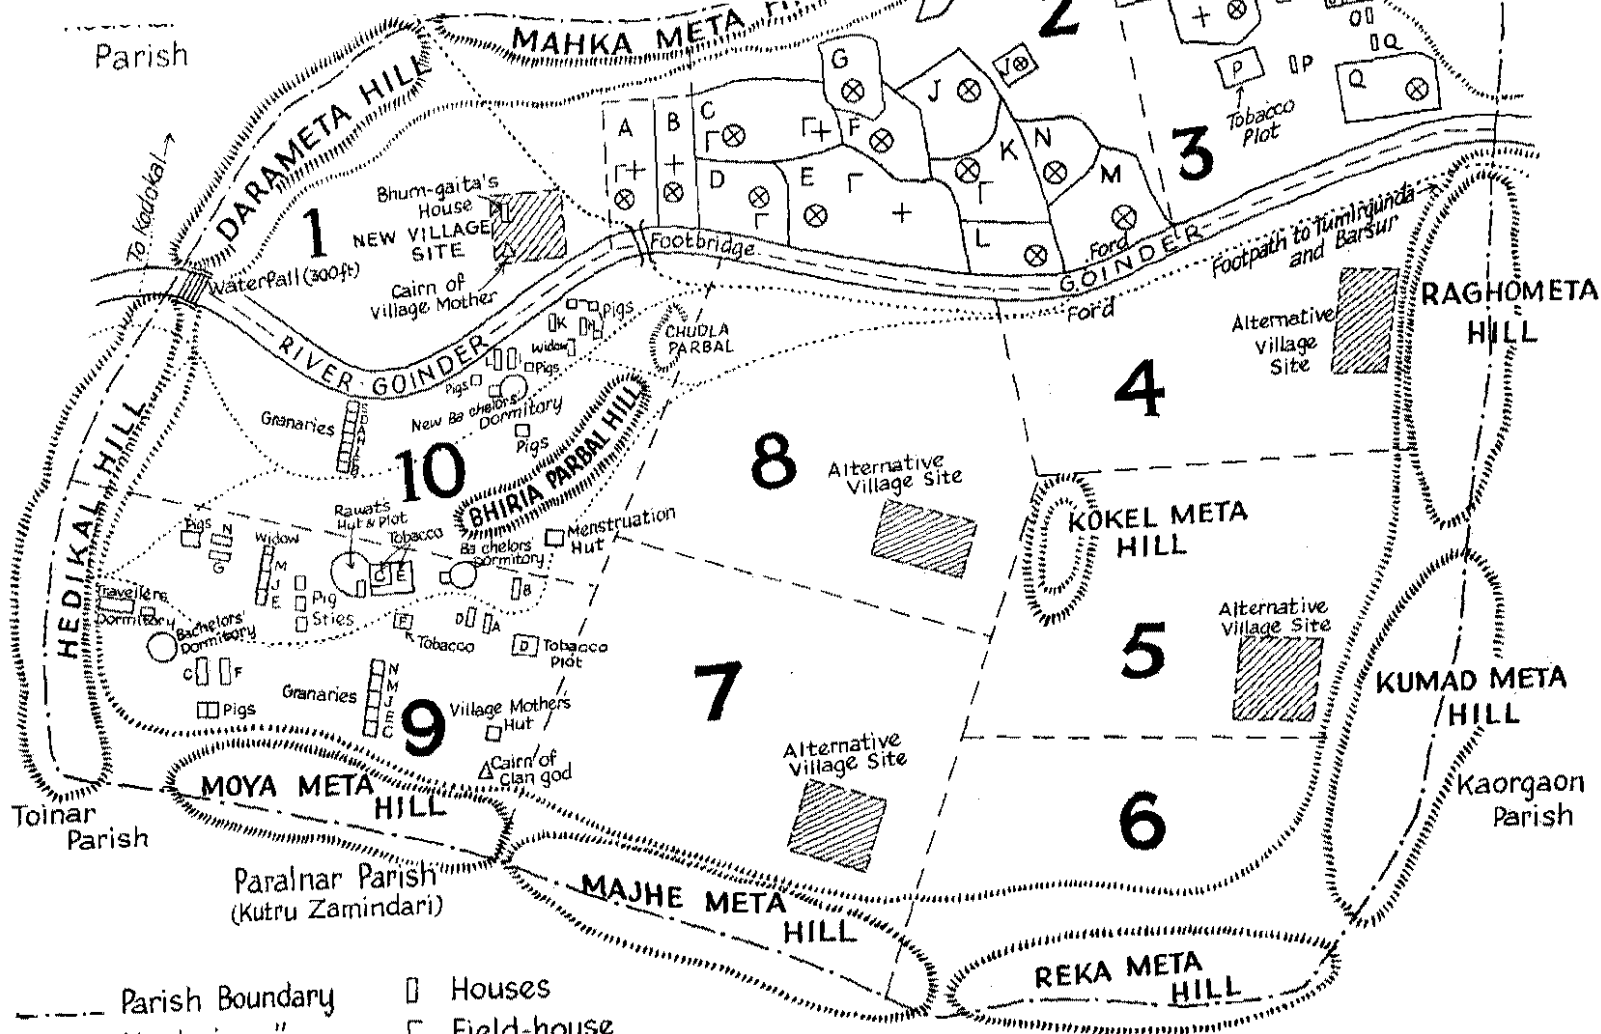 Parish
MAHKA META
DARAMETA HILL
To Kodokal
1
2
3
G
J
J
O
Q
P
P
Q
Tobacco
Plot
A
B
C
F
K
N
M
D
E
L
Bhum-gaita's
House
NEW VILLAGE
SITE
Cairn of
Village Mother
Waterfall (300ft)
Footbridge
Ford
GOINDER
Ford
Footpath to Tumirgunda
and Barsur
RIVER GOINDER
RAGHOMETA
HILL
Alternative
Village
Site
CHUDLA
PARBAL
Pigs
K
Widow
Pigs
Pigs
New Bachelors'
Dormitory
Pigs
Granaries
4
8
10
BHIRIA PARBAL HILL
Alternative
Village Site
KOKEL META
HILL
HEDIKAL HILL
Rawats
Hut & Plot
Tobacco
C
E
Bachelors'
Dormitory
Menstruation
Hut
Pigs
N
G
Widow
M
J
E
Pig
Sties
Travellers
Dormitory
Bachelors'
Dormitory
B
D
A
F
Tobacco
D
Tobacco
Plot
C
F
Pigs
Granaries
N
M
J
E
C
9
Village Mother's
Hut
Cairn of
Clan god
7
5
Alternative
Village Site
KUMAD META
HILL
Alternative
Village Site
6
MOYA META
HILL
Toinar
Parish
Paralnar Parish
(Kutru Zamindari)
MAJHE META
HILL
REKA META
HILL
Kaorgaon
Parish
Parish Boundary
Houses
Field-house